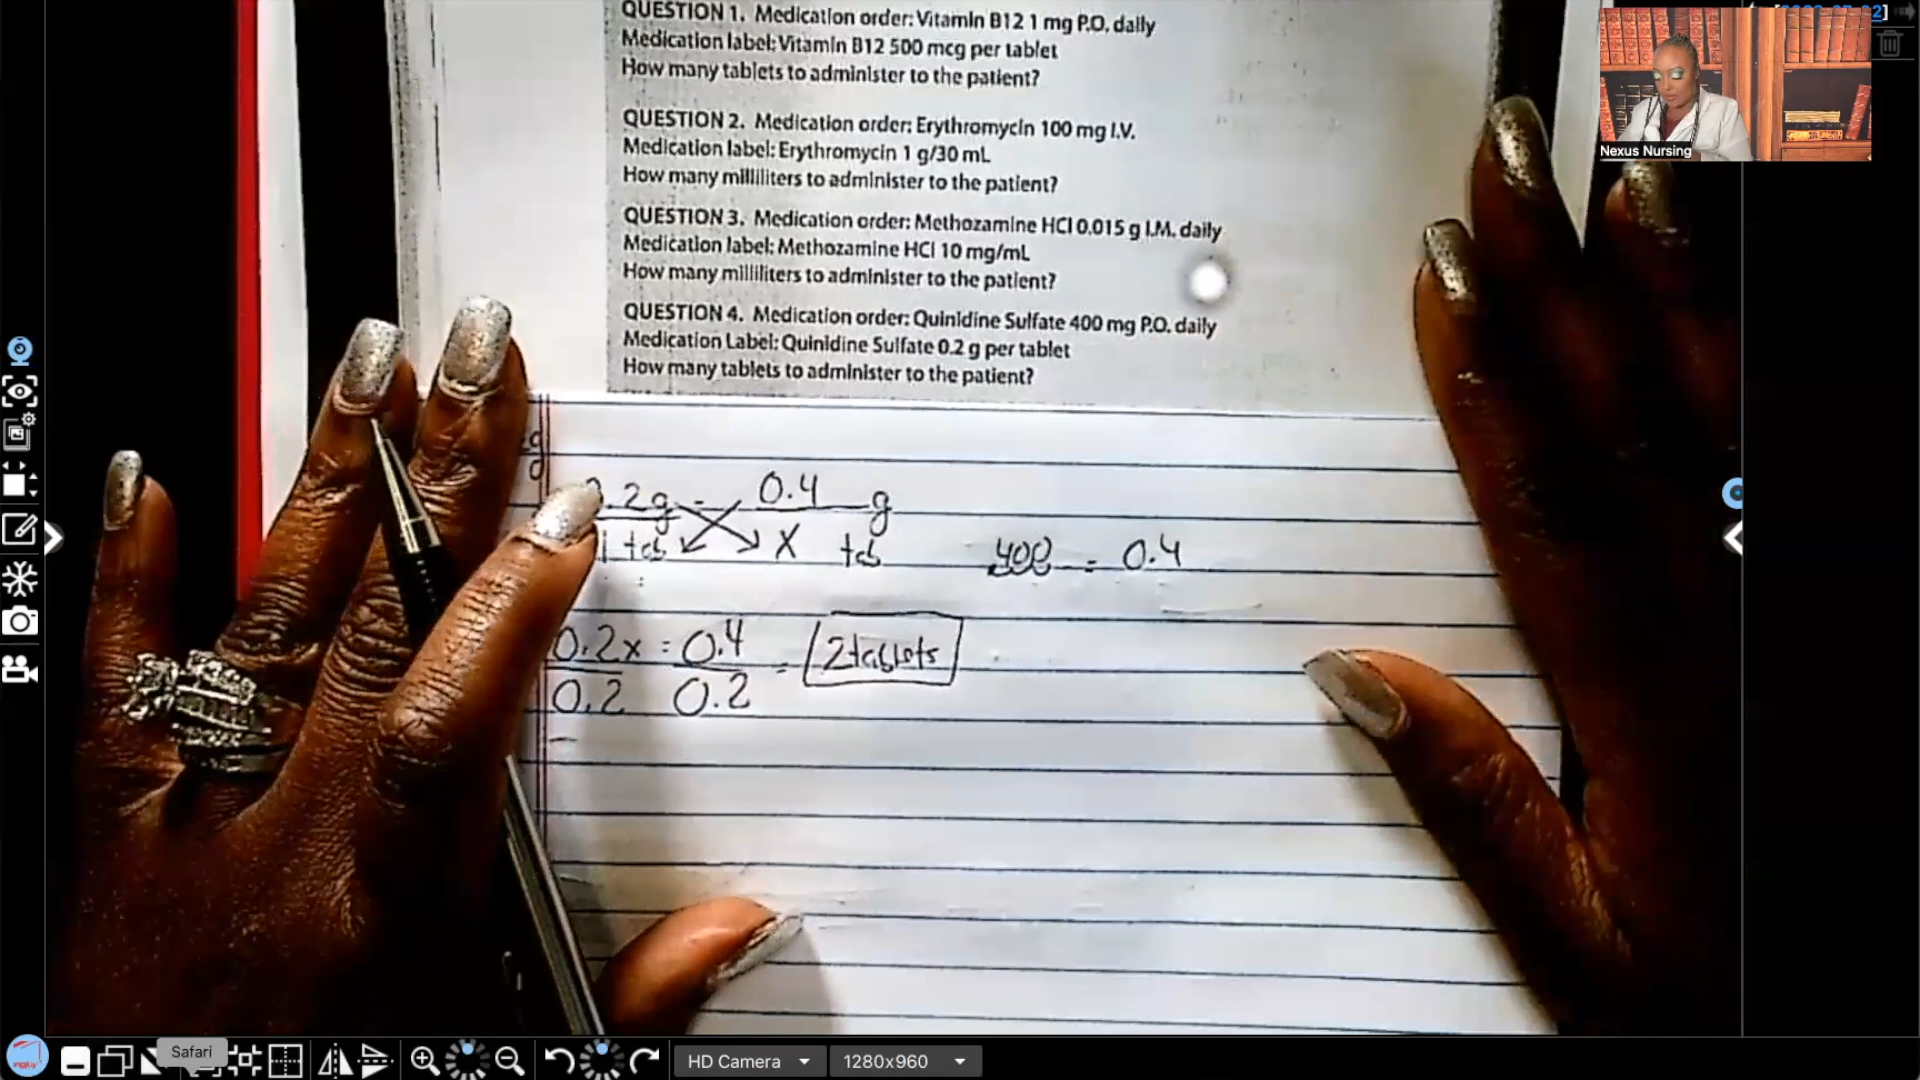 QUESTION 1. Medication order: Vitamin B12 1 mg P.O. daily
Medication label: Vitamin B12 500 mcg per tablet
How many tablets to administer to the patient?
QUESTION 2. Medication order: Erythromycin 100 mg I.V.
Medication label: Erythromycin 1 g/30 mL
How many milliliters to administer to the patient?
QUESTION 3. Medication order: Methozamine HCl 0.015 g I.M. daily
Medication label: Methozamine HCl 10 mg/mL
How many milliliters to administer to the patient?
QUESTION 4. Medication order: Quinidine Sulfate 400 mg P.O. daily
Medication Label: Quinidine Sulfate 0.2 g per tablet
How many tablets to administer to the patient?
Nexus Nursing
.2g = 0.4 g
1 tab X tab
400 = 0.4
0.2x = 0.4 = 2 tablets
0.2 0.2
Safari
HD Camera
1280x960